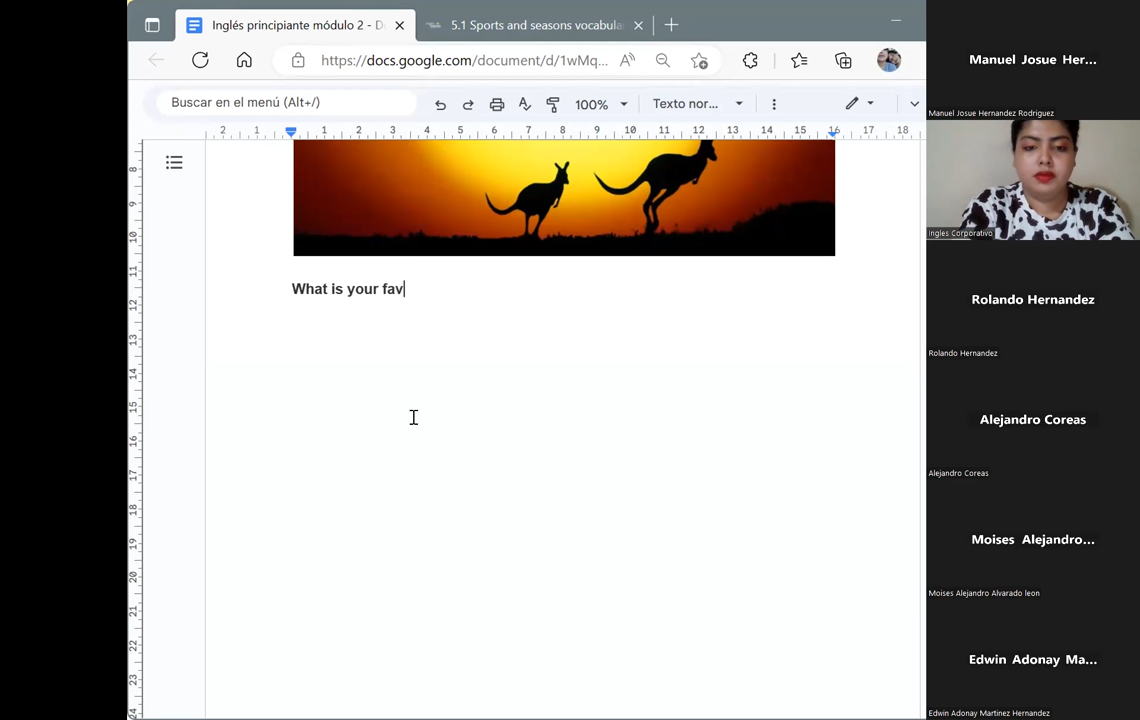 Inglés principiante módulo 2 - D
5.1 Sports and seasons vocabula
https://docs.google.com/document/d/1wMq...
Buscar en el menú (Alt+/)
100%
Texto nor...
2 1 1 2 3 4 5 6 7 8 9 10 11 12 13 14 15 16 17 18
8
9
10
11
12
13
14
15
16
17
18
19
20
21
22
23
24
What is your fav
Manuel Josue Her...
Manuel Josue Hernandez Rodriguez
Ingles Corporativo
Rolando Hernandez
Rolando Hernandez
Alejandro Coreas
Alejandro Coreas
Moises Alejandro...
Moises Alejandro Alvarado leon
Edwin Adonay Ma...
Edwin Adonay Martinez Hernandez